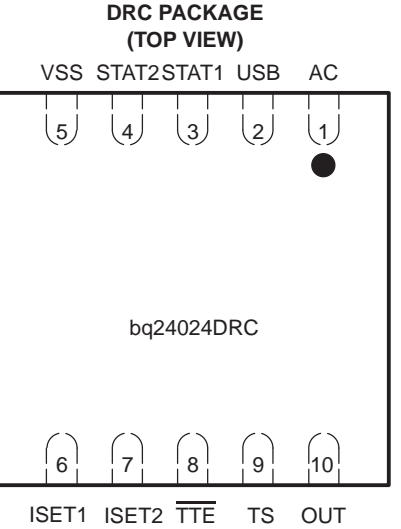 DRC PACKAGE
(TOP VIEW)
VSS STAT2 STAT1 USB AC
5 4 3 2 1
bq24024DRC
6 7 8 9 10
ISET1 ISET2 T̅T̅E̅ TS OUT